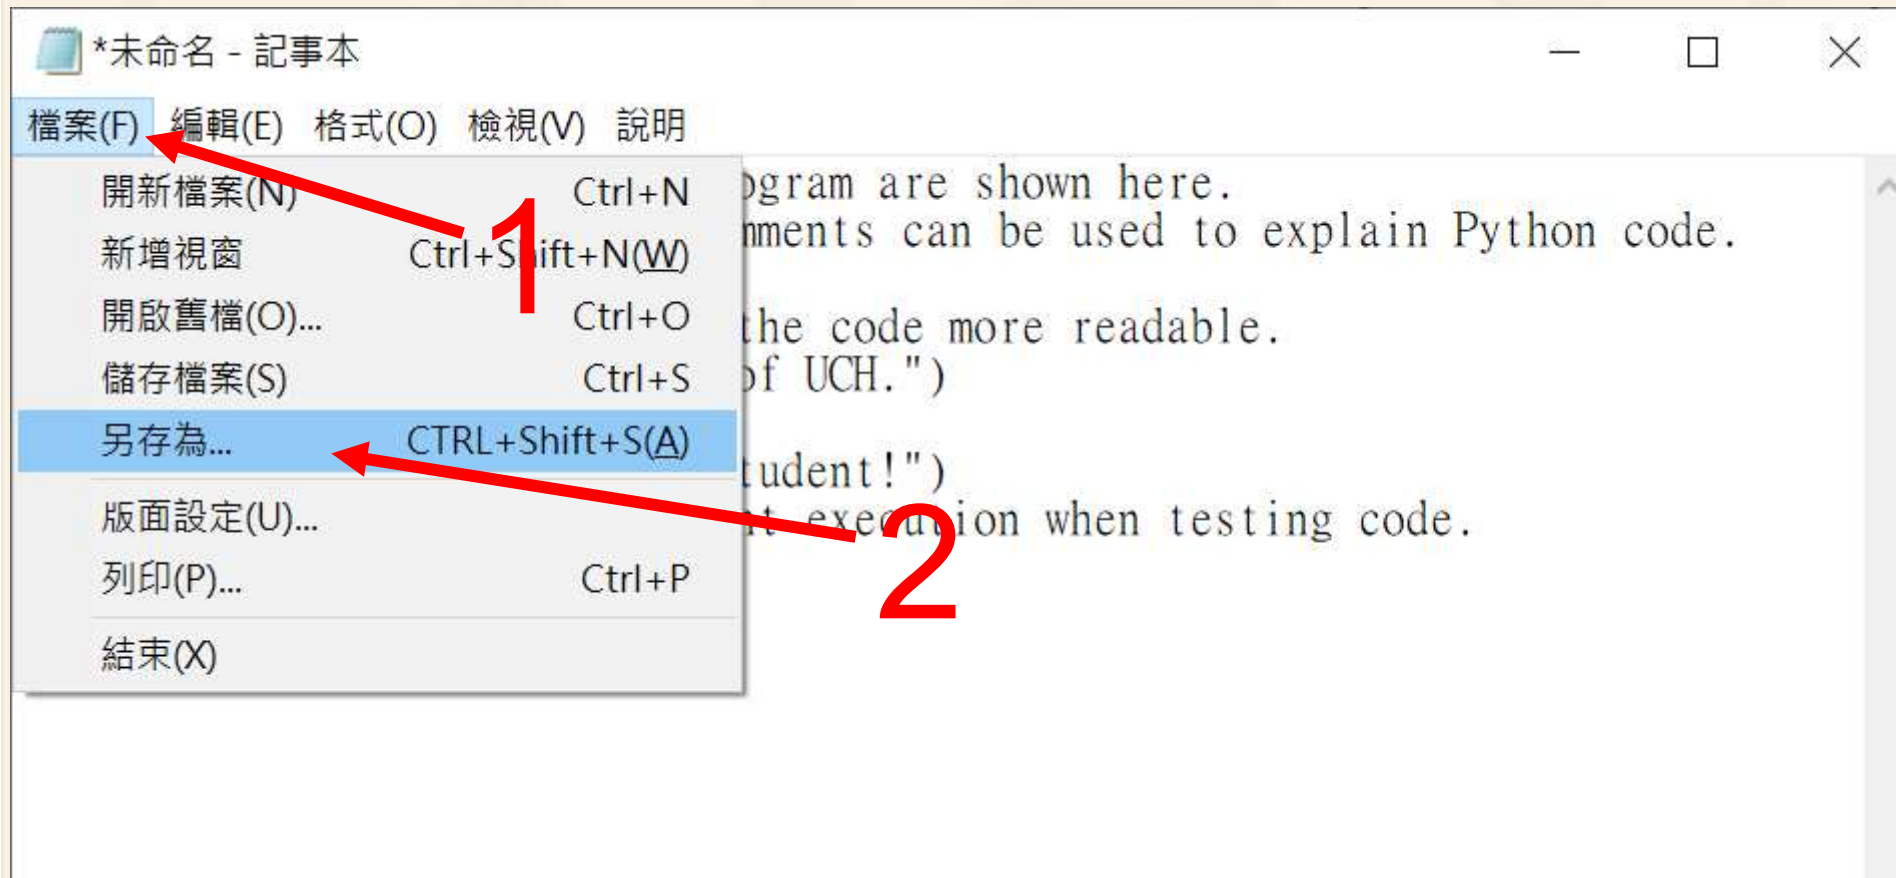 *未命名 - 記事本
檔案(F) 編輯(E) 格式(O) 檢視(V) 說明
開新檔案(N) Ctrl+N
新增視窗 Ctrl+Shift+N(W)
開啟舊檔(O)... Ctrl+O
儲存檔案(S) Ctrl+S
另存為... CTRL+Shift+S(A)
版面設定(U)...
列印(P)... Ctrl+P
結束(X)
are shown here.
can be used to explain Python code.
the code more readable.
of UCH.")
tudent!")
execution when testing code.
1
2